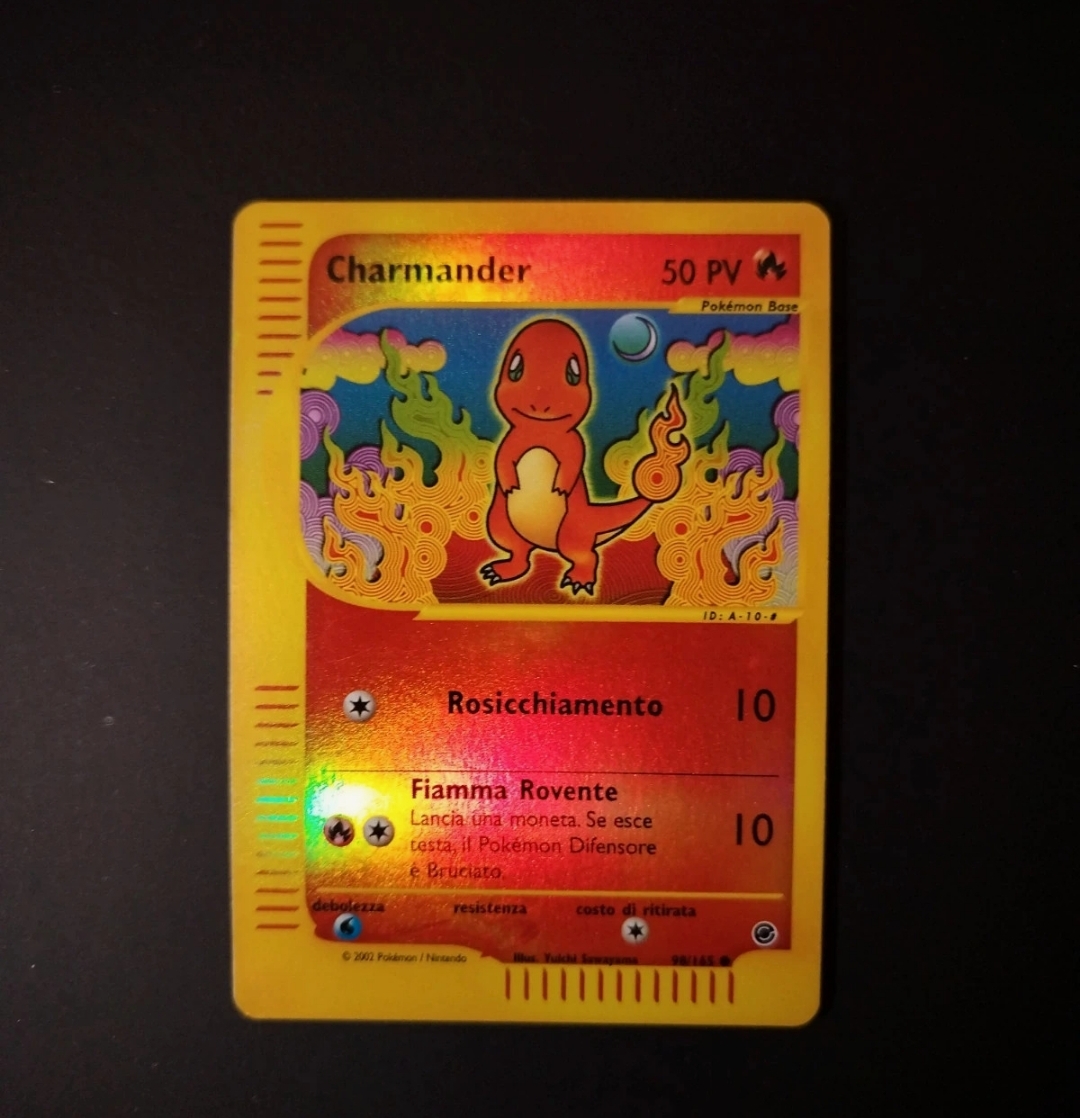 Charmander 50 PV
Pokémon Base
ID: A-10-#
Rosicchiamento 10
Fiamma Rovente
Lancia una moneta. Se esce
testa, il Pokémon Difensore 10
è Bruciato.
debolezza resistenza costo di ritirata
© 2002 Pokémon / Nintendo Illus. Yuichi Sawayama 98/165